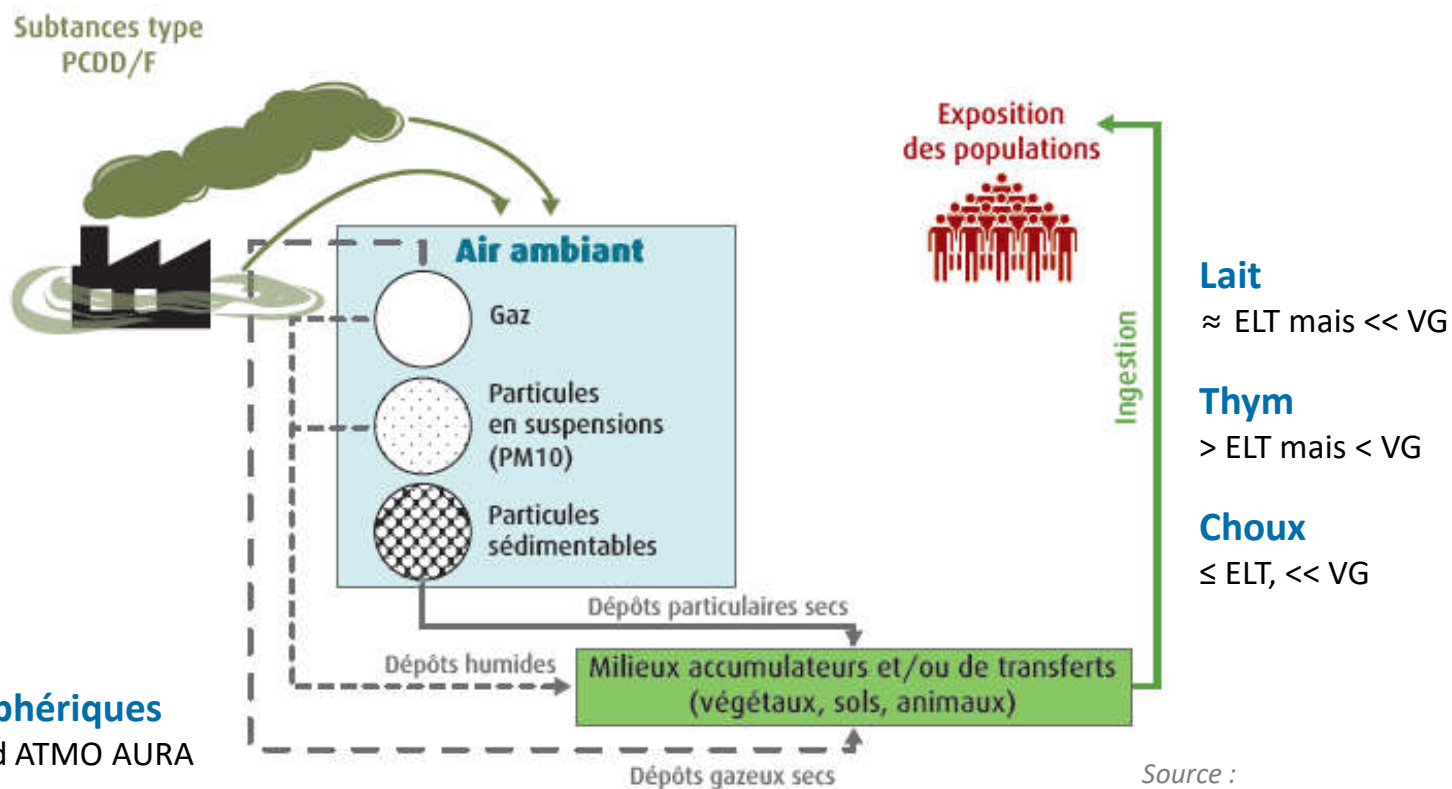 Subtances type
PCDD/F
Exposition
des populations
Air ambiant
Gaz
Particules
en suspensions
(PM10)
Particules
sédimentables
Ingestion
Lait
≈ ELT mais << VG
Thym
> ELT mais < VG
Choux
≤ ELT, << VG
Dépôts particulaires secs
Dépôts humides
Milieux accumulateurs et/ou de transferts
(végétaux, sols, animaux)
phériques
ATMO AURA
Dépôts gazeux secs
Source :